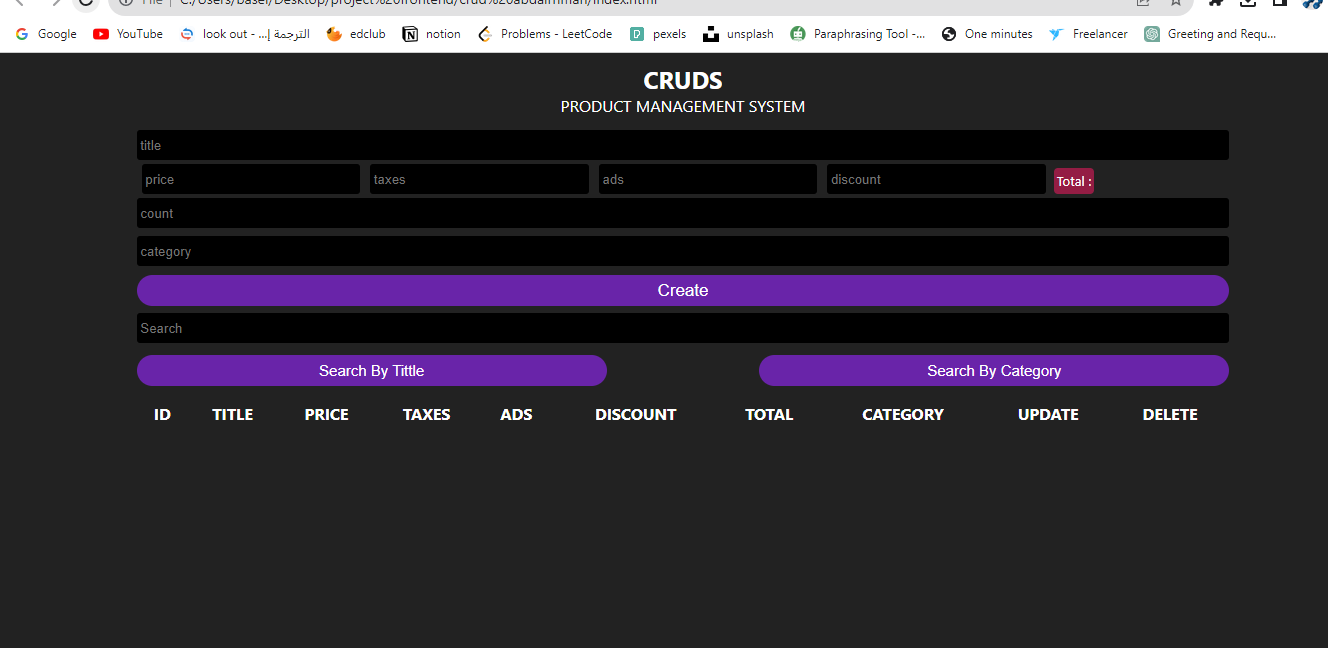 File | C:/Users/basel/Desktop/project%20frontend/crud%20abdalrhman/index.html
Google YouTube look out - ...الترجمة إ edclub notion Problems - LeetCode pexels unsplash Paraphrasing Tool -... One minutes Freelancer Greeting and Requ...
CRUDS
PRODUCT MANAGEMENT SYSTEM
title
price taxes ads discount Total :
count
category
Create
Search
Search By Tittle Search By Category
ID TITLE PRICE TAXES ADS DISCOUNT TOTAL CATEGORY UPDATE DELETE